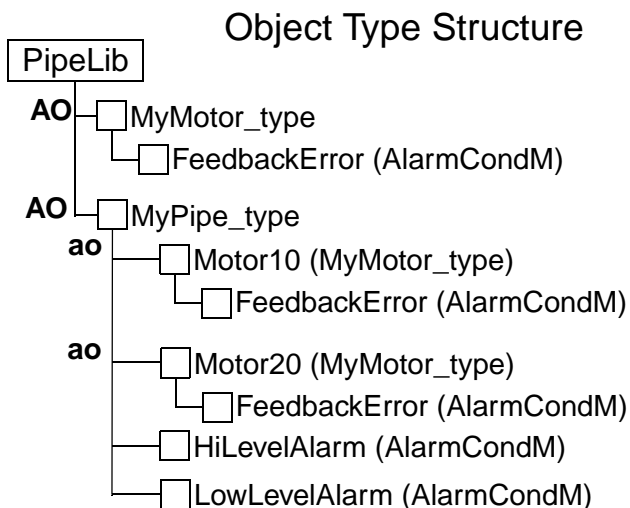 Object Type Structure
PipeLib
AO
MyMotor_type
FeedbackError (AlarmCondM)
AO
MyPipe_type
ao
Motor10 (MyMotor_type)
FeedbackError (AlarmCondM)
ao
Motor20 (MyMotor_type)
FeedbackError (AlarmCondM)
HiLevelAlarm (AlarmCondM)
LowLevelAlarm (AlarmCondM)